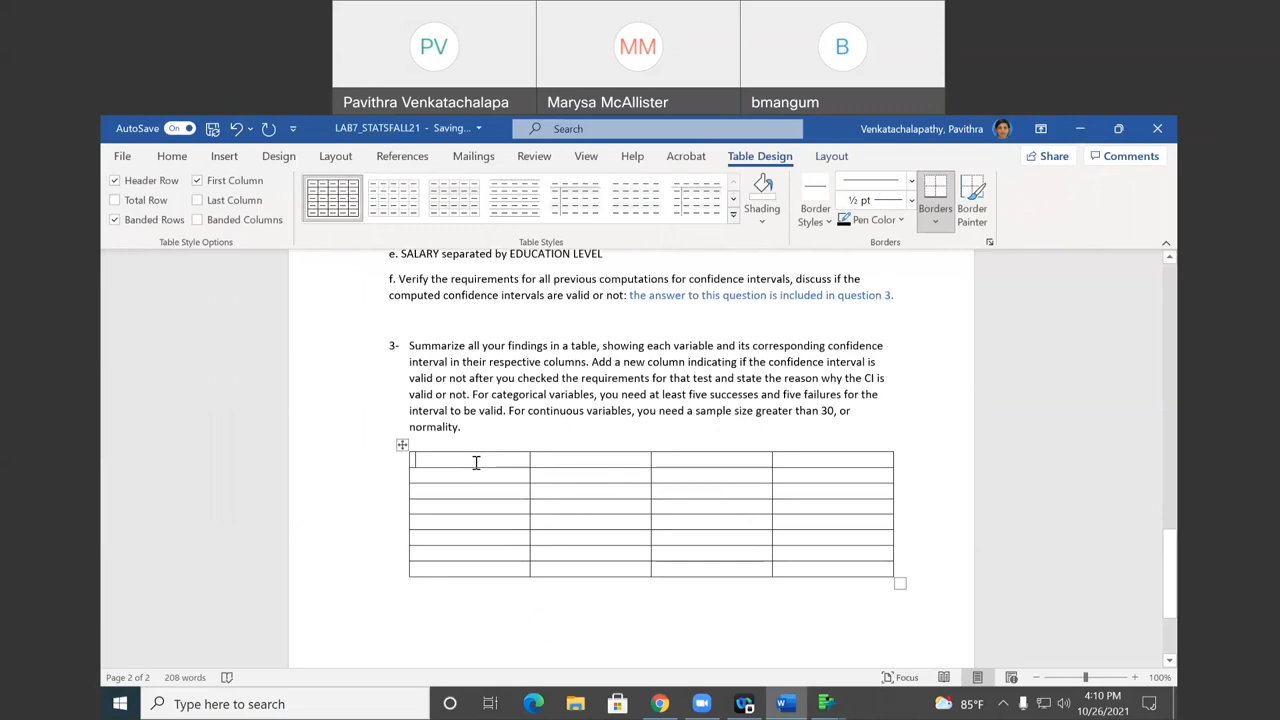 PV
MM
B
Pavithra Venkatachalapa
Marysa McAllister
bmangum
AutoSave
On
LAB7_STATSFALL21 - Saving...
Search
Venkatachalapathy, Pavithra
File
Home
Insert
Design
Layout
References
Mailings
Review
View
Help
Acrobat
Table Design
Layout
Share
Comments
Header Row
First Column
Total Row
Last Column
Banded Rows
Banded Columns
Table Style Options
Table Styles
Shading
Border Styles
½ pt
Pen Color
Borders
Border Painter
Borders
e. SALARY separated by EDUCATION LEVEL
f. Verify the requirements for all previous computations for confidence intervals, discuss if the
computed confidence intervals are valid or not: the answer to this question is included in question 3.
3- Summarize all your findings in a table, showing each variable and its corresponding confidence
interval in their respective columns. Add a new column indicating if the confidence interval is
valid or not after you checked the requirements for that test and state the reason why the CI is
valid or not. For categorical variables, you need at least five successes and five failures for the
interval to be valid. For continuous variables, you need a sample size greater than 30, or
normality.
Page 2 of 2
208 words
Focus
100%
Type here to search
85°F
4:10 PM
10/26/2021